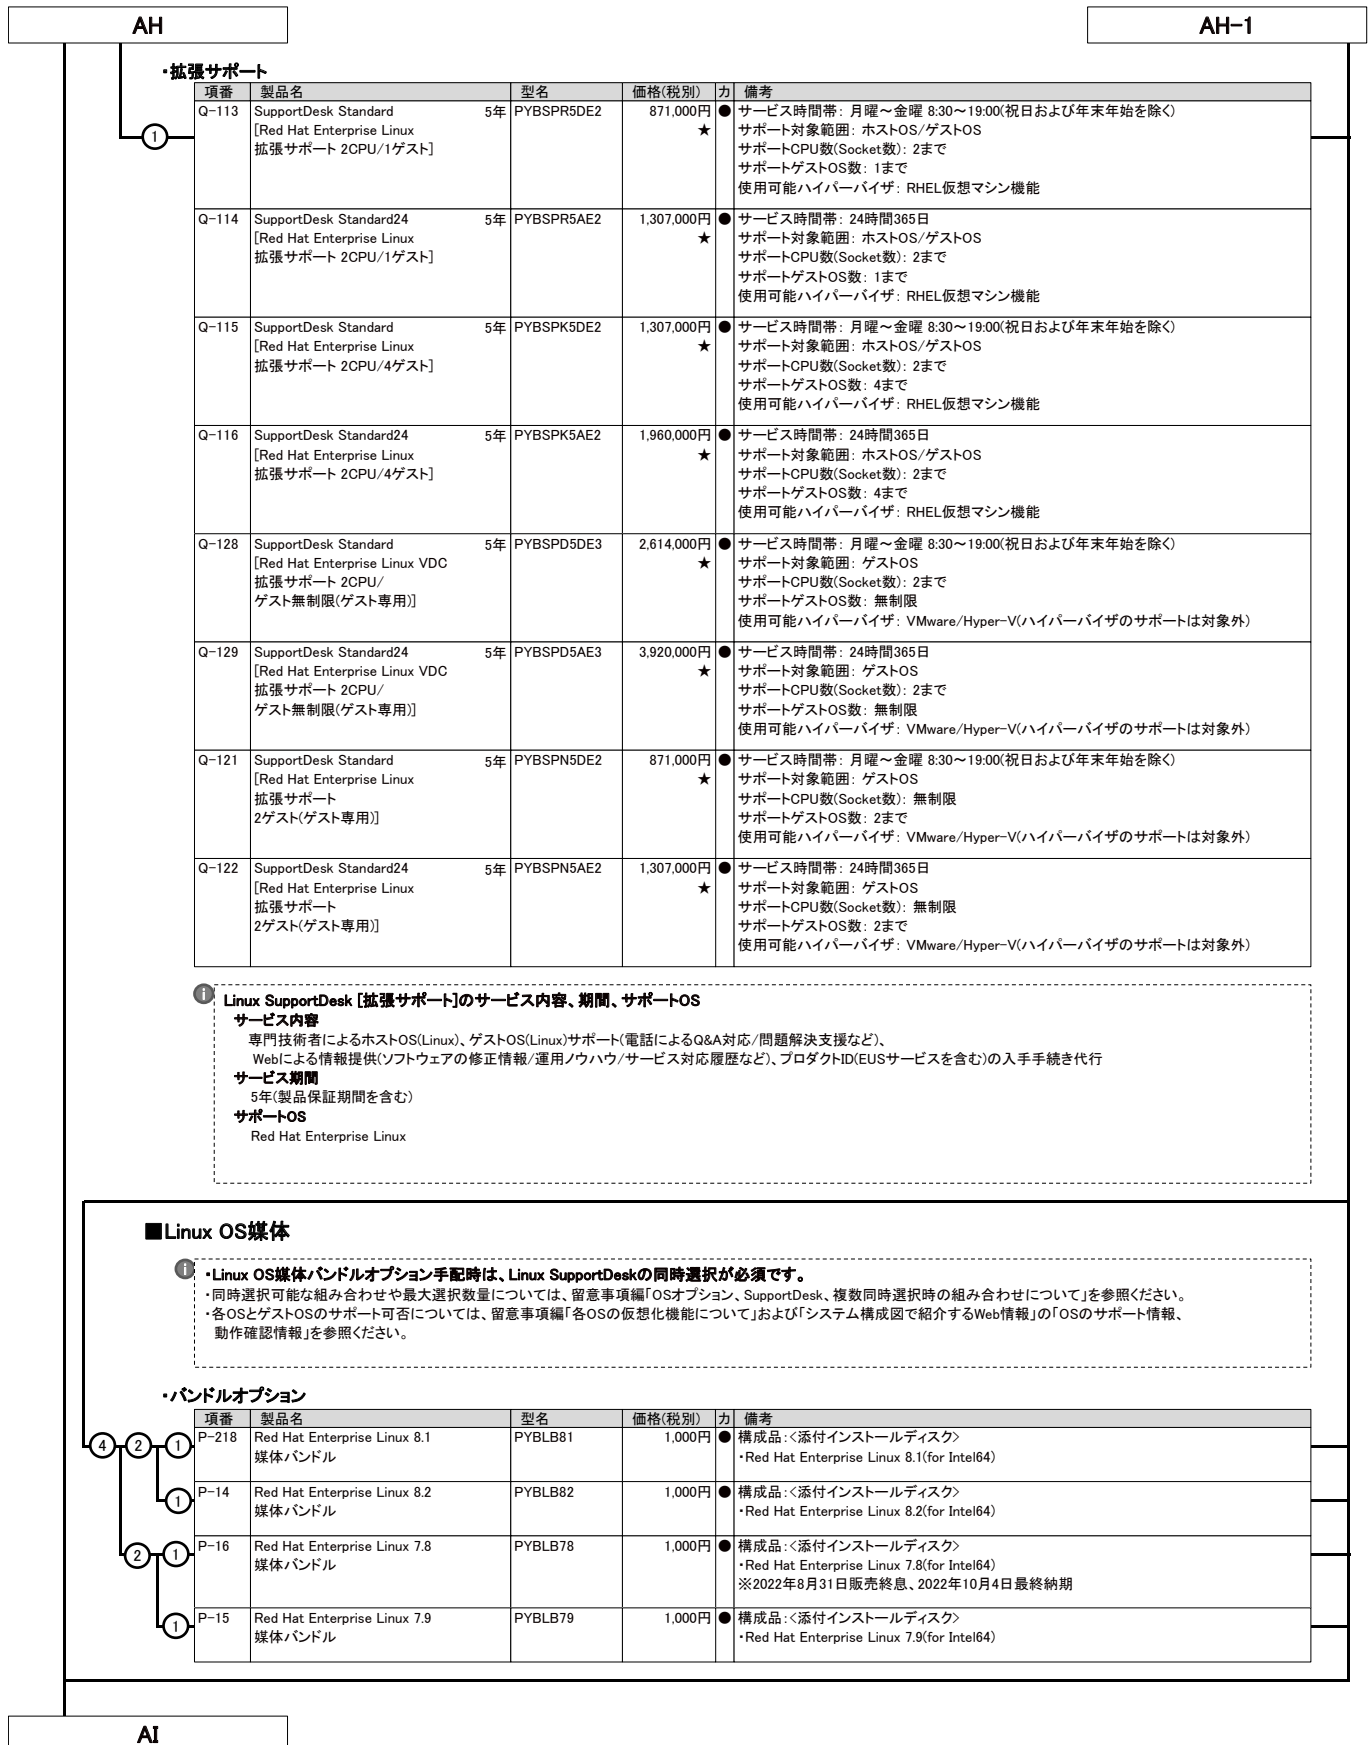 AH
AH-1
・拡張サポート
項番 製品名 型名 価格(税別) カ 備考
Q-113 SupportDesk Standard 5年 PYBSPR5DE2 871,000円 ● サービス時間帯: 月曜～金曜 8:30～19:00(祝日および年末年始を除く)
[Red Hat Enterprise Linux ★ サポート対象範囲: ホストOS/ゲストOS
拡張サポート 2CPU/1ゲスト] サポートCPU数(Socket数): 2まで
サポートゲストOS数: 1まで
使用可能ハイパーバイザ: RHEL仮想マシン機能
Q-114 SupportDesk Standard24 5年 PYBSPR5AE2 1,307,000円 ● サービス時間帯: 24時間365日
[Red Hat Enterprise Linux ★ サポート対象範囲: ホストOS/ゲストOS
拡張サポート 2CPU/1ゲスト] サポートCPU数(Socket数): 2まで
サポートゲストOS数: 1まで
使用可能ハイパーバイザ: RHEL仮想マシン機能
Q-115 SupportDesk Standard 5年 PYBSPK5DE2 1,307,000円 ● サービス時間帯: 月曜～金曜 8:30～19:00(祝日および年末年始を除く)
[Red Hat Enterprise Linux ★ サポート対象範囲: ホストOS/ゲストOS
拡張サポート 2CPU/4ゲスト] サポートCPU数(Socket数): 2まで
サポートゲストOS数: 4まで
使用可能ハイパーバイザ: RHEL仮想マシン機能
Q-116 SupportDesk Standard24 5年 PYBSPK5AE2 1,960,000円 ● サービス時間帯: 24時間365日
[Red Hat Enterprise Linux ★ サポート対象範囲: ホストOS/ゲストOS
拡張サポート 2CPU/4ゲスト] サポートCPU数(Socket数): 2まで
サポートゲストOS数: 4まで
使用可能ハイパーバイザ: RHEL仮想マシン機能
Q-128 SupportDesk Standard 5年 PYBSPD5DE3 2,614,000円 ● サービス時間帯: 月曜～金曜 8:30～19:00(祝日および年末年始を除く)
[Red Hat Enterprise Linux VDC ★ サポート対象範囲: ゲストOS
拡張サポート 2CPU/ サポートCPU数(Socket数): 2まで
ゲスト無制限(ゲスト専用)] サポートゲストOS数: 無制限
使用可能ハイパーバイザ: VMware/Hyper-V(ハイパーバイザのサポートは対象外)
Q-129 SupportDesk Standard24 5年 PYBSPD5AE3 3,920,000円 ● サービス時間帯: 24時間365日
[Red Hat Enterprise Linux VDC ★ サポート対象範囲: ゲストOS
拡張サポート 2CPU/ サポートCPU数(Socket数): 2まで
ゲスト無制限(ゲスト専用)] サポートゲストOS数: 無制限
使用可能ハイパーバイザ: VMware/Hyper-V(ハイパーバイザのサポートは対象外)
Q-121 SupportDesk Standard 5年 PYBSPN5DE2 871,000円 ● サービス時間帯: 月曜～金曜 8:30～19:00(祝日および年末年始を除く)
[Red Hat Enterprise Linux ★ サポート対象範囲: ゲストOS
拡張サポート サポートCPU数(Socket数): 無制限
2ゲスト(ゲスト専用)] サポートゲストOS数: 2まで
使用可能ハイパーバイザ: VMware/Hyper-V(ハイパーバイザのサポートは対象外)
Q-122 SupportDesk Standard24 5年 PYBSPN5AE2 1,307,000円 ● サービス時間帯: 24時間365日
[Red Hat Enterprise Linux ★ サポート対象範囲: ゲストOS
拡張サポート サポートCPU数(Socket数): 無制限
2ゲスト(ゲスト専用)] サポートゲストOS数: 2まで
使用可能ハイパーバイザ: VMware/Hyper-V(ハイパーバイザのサポートは対象外)
1
i Linux SupportDesk [拡張サポート]のサービス内容、期間、サポートOS
サービス内容
専門技術者によるホストOS(Linux)、ゲストOS(Linux)サポート(電話によるQ&A対応/問題解決支援など)、
Webによる情報提供(ソフトウェアの修正情報/運用ノウハウ/サービス対応履歴など)、プロダクトID(EUSサービスを含む)の入手手続き代行
サービス期間
5年(製品保証期間を含む)
サポートOS
Red Hat Enterprise Linux
■Linux OS媒体
i ・Linux OS媒体バンドルオプション手配時は、Linux SupportDeskの同時選択が必須です。
・同時選択可能な組み合わせや最大選択数量については、留意事項編「OSオプション、SupportDesk、複数同時選択時の組み合わせについて」を参照ください。
・各OSとゲストOSのサポート可否については、留意事項編「各OSの仮想化機能について」および「システム構成図で紹介するWeb情報」の「OSのサポート情報、
動作確認情報」を参照ください。
・バンドルオプション
項番 製品名 型名 価格(税別) カ 備考
4 2 1 P-218 Red Hat Enterprise Linux 8.1 PYBLB81 1,000円 ● 構成品:<添付インストールディスク>
媒体バンドル ・Red Hat Enterprise Linux 8.1(for Intel64)
1 P-14 Red Hat Enterprise Linux 8.2 PYBLB82 1,000円 ● 構成品:<添付インストールディスク>
媒体バンドル ・Red Hat Enterprise Linux 8.2(for Intel64)
2 1 P-16 Red Hat Enterprise Linux 7.8 PYBLB78 1,000円 ● 構成品:<添付インストールディスク>
媒体バンドル ・Red Hat Enterprise Linux 7.8(for Intel64)
※2022年8月31日販売終息、2022年10月4日最終納期
1 P-15 Red Hat Enterprise Linux 7.9 PYBLB79 1,000円 ● 構成品:<添付インストールディスク>
媒体バンドル ・Red Hat Enterprise Linux 7.9(for Intel64)
AI